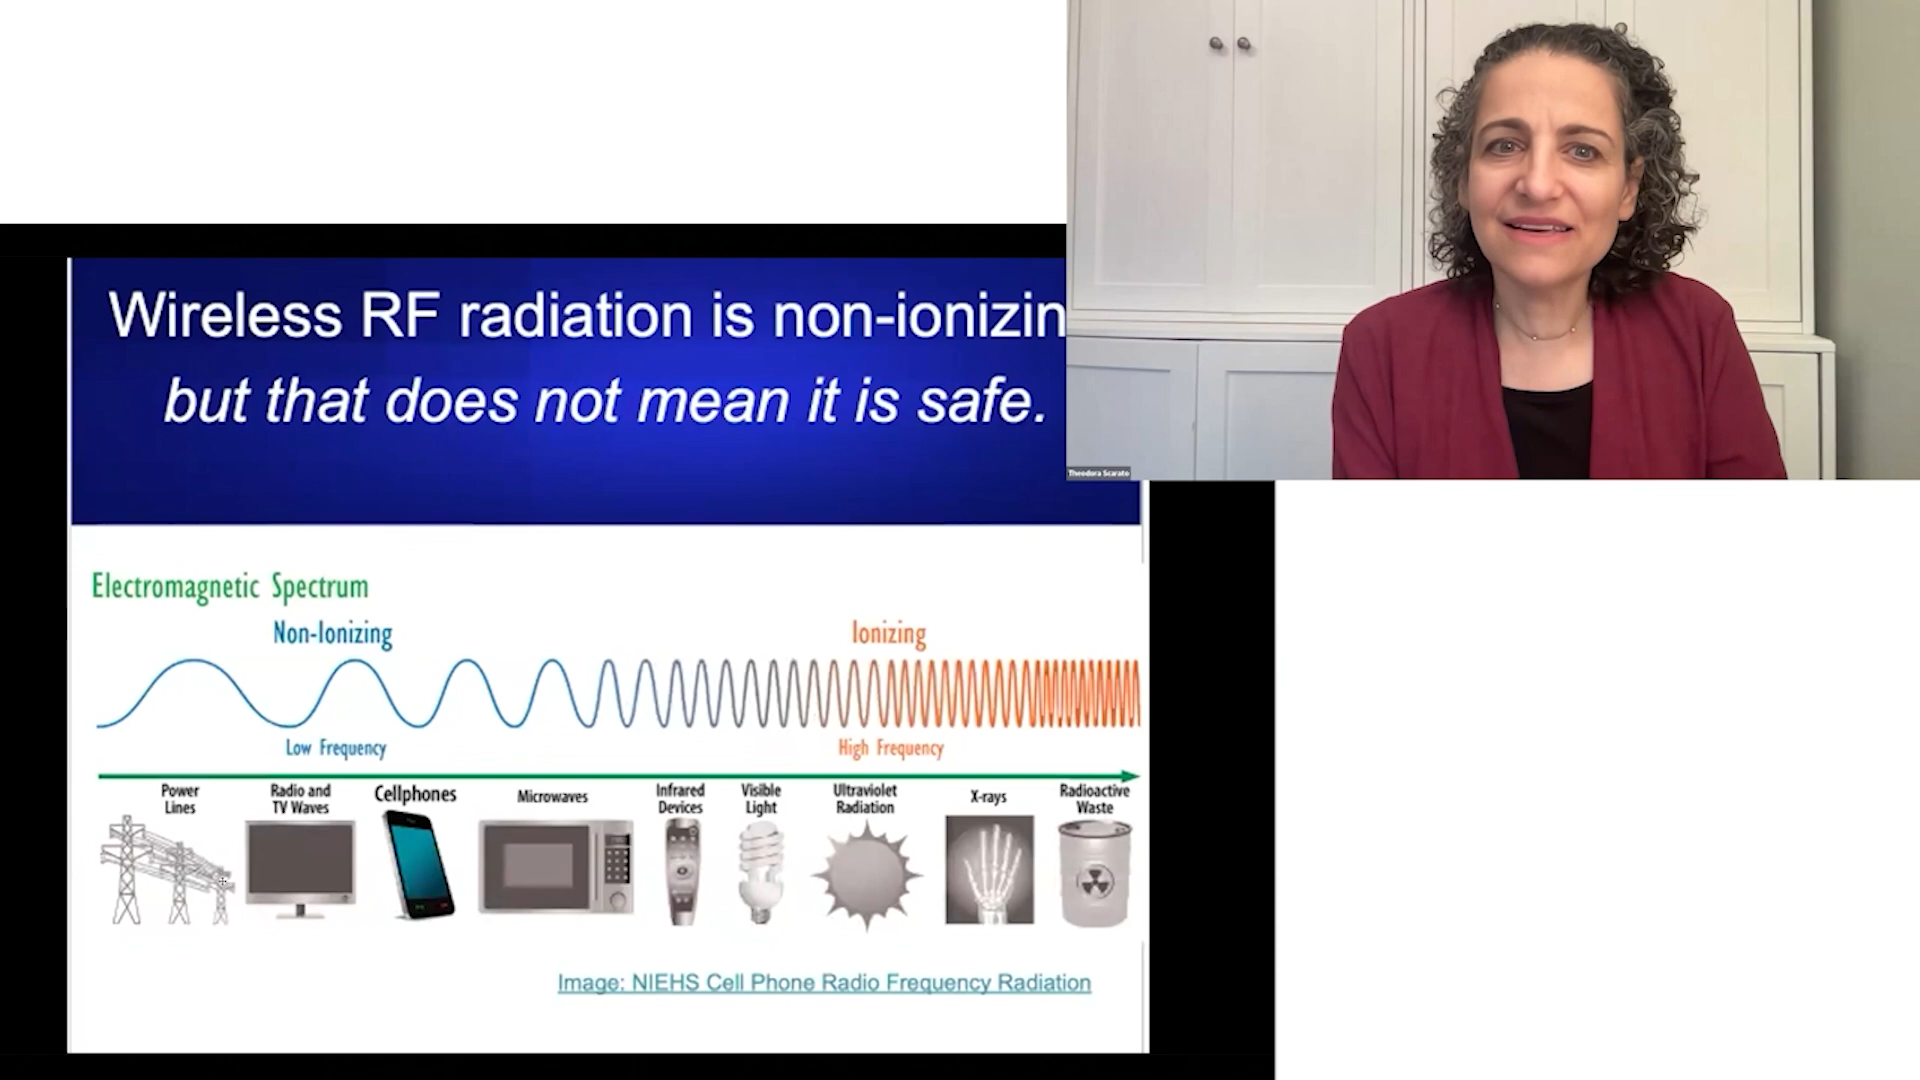 Wireless RF radiation is non-ionizin
but that does not mean it is safe.
Theodora Scarato
Electromagnetic Spectrum
Non-Ionizing
Ionizing
Low Frequency
High Frequency
Power
Lines
Radio and
TV Waves
Cellphones
Microwaves
Infrared
Devices
Visible
Light
Ultraviolet
Radiation
X-rays
Radioactive
Waste
Image: NIEHS Cell Phone Radio Frequency Radiation